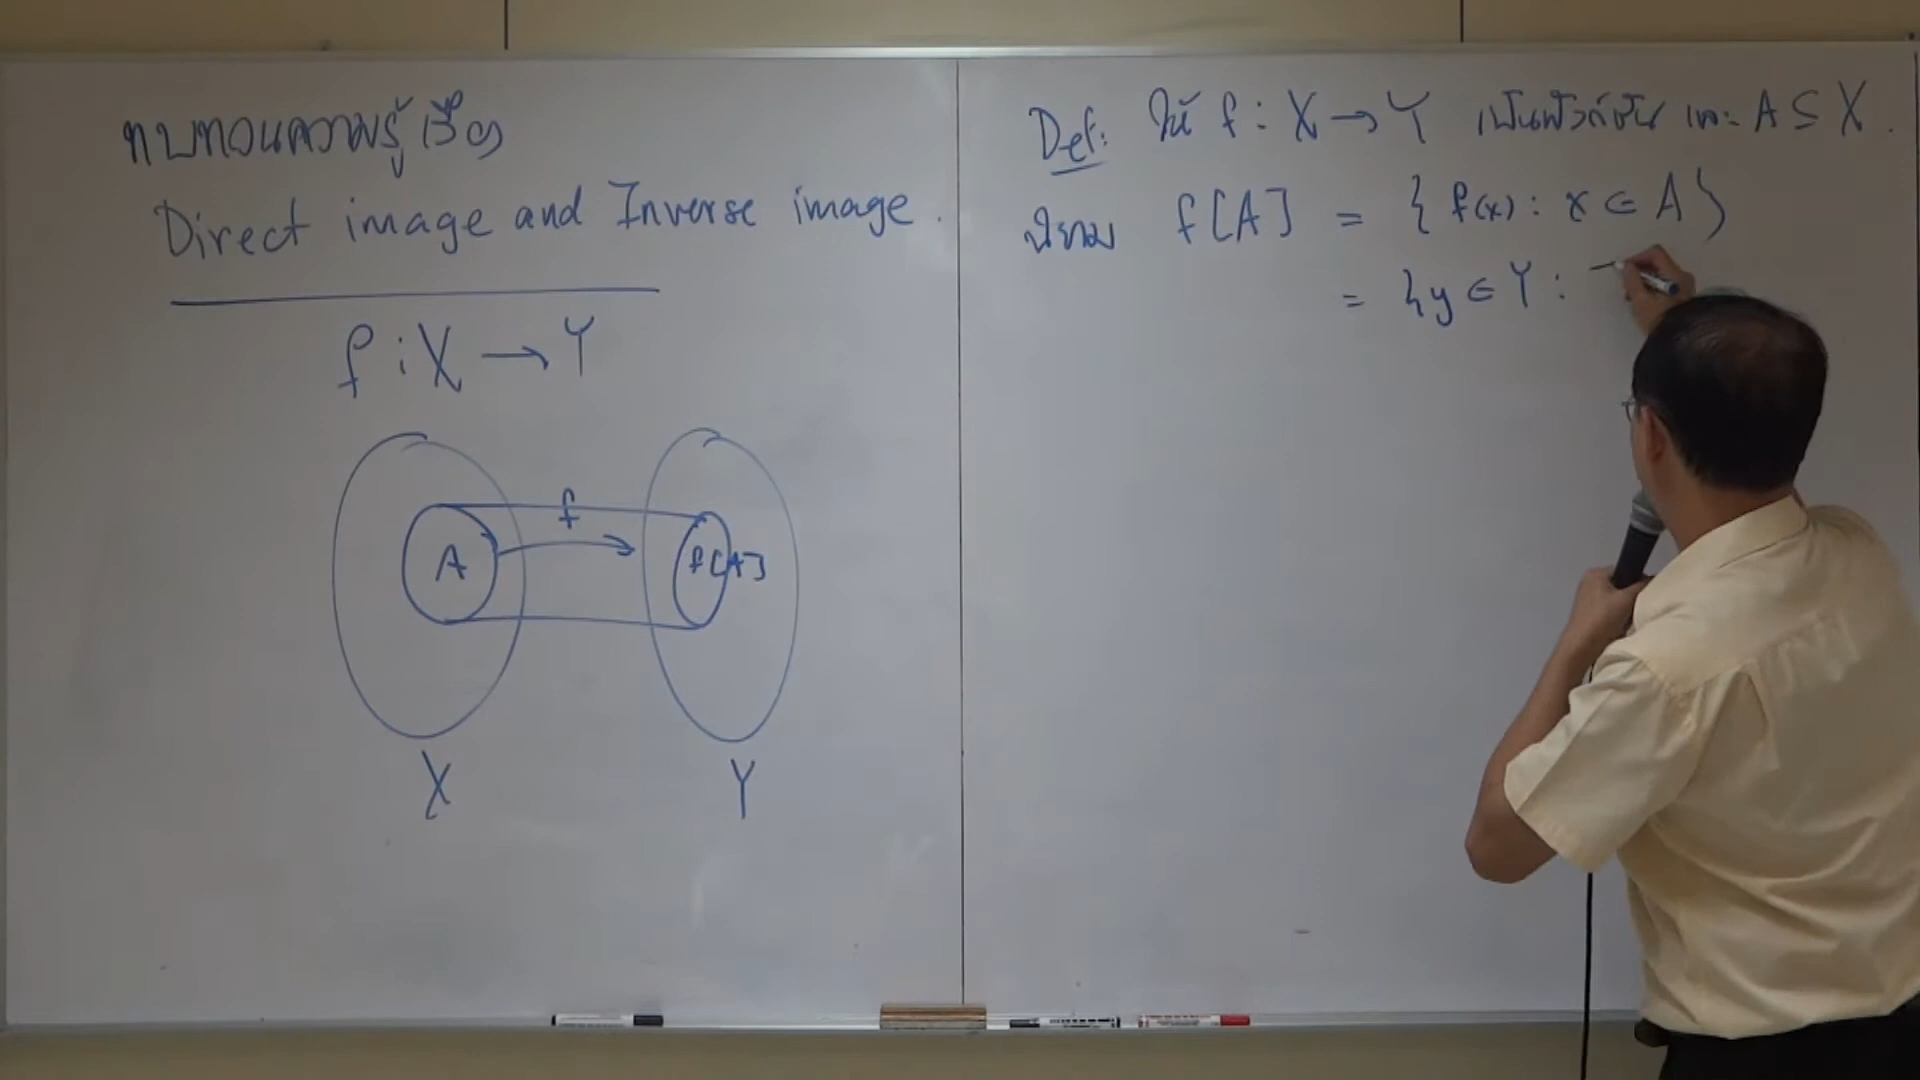 ทบทวนความรู้เรื่อง
Direct image and Inverse image.
f : X → Y
f
A
f[A]
X
Y
Def: ให้ f : X → Y เป็นฟังก์ชัน และ A ⊆ X.
นิยาม f[A] = { f(x) : x ∈ A }
= { y ∈ Y :